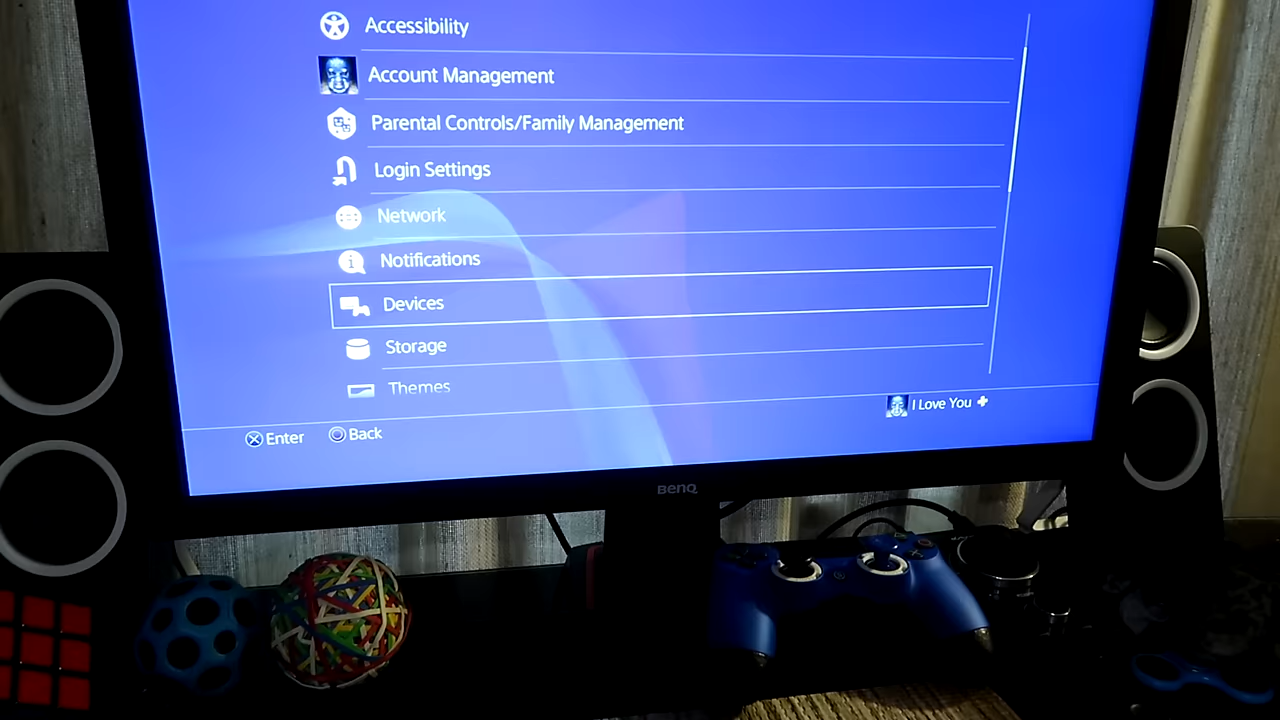 Accessibility
Account Management
Parental Controls/Family Management
Login Settings
Network
Notifications
Devices
Storage
Themes
I Love You
Enter Back
BenQ